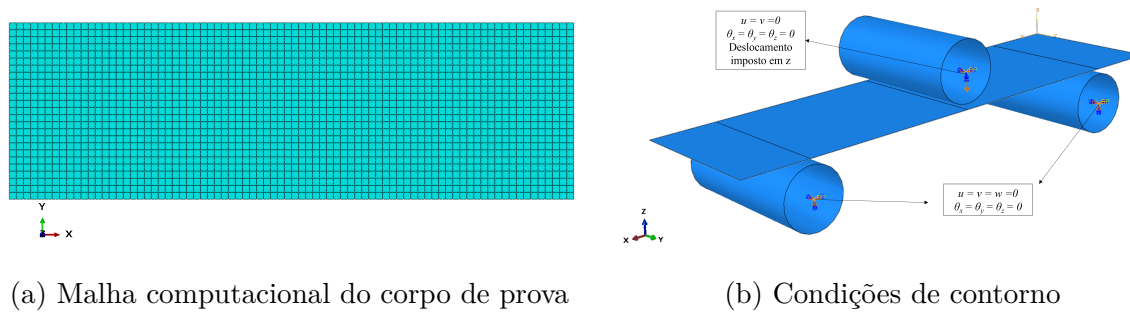 Y
X
u = v =0
θx = θy = θz = 0
Deslocamento
imposto em z
u = v = w =0
θx = θy = θz = 0
Z
X
Y
(a) Malha computacional do corpo de prova
(b) Condições de contorno